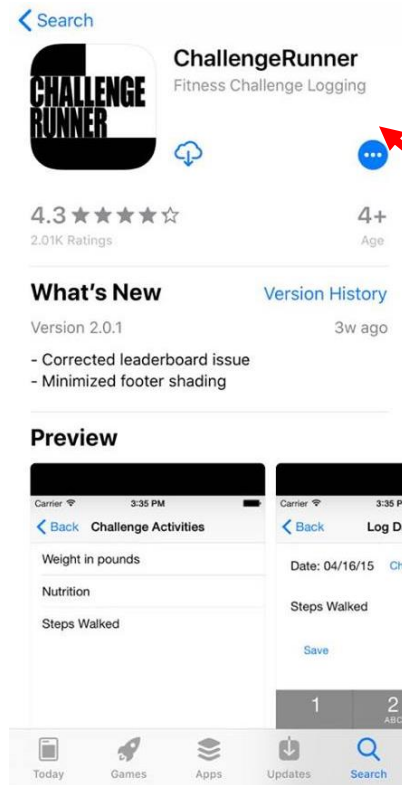 Search
CHALLENGE
RUNNER
ChallengeRunner
Fitness Challenge Logging
4.3
4+
2.01K Ratings
Age
What's New
Version History
Version 2.0.1
3w ago
- Corrected leaderboard issue
- Minimized footer shading
Preview
Carrier
3:35 PM
Back
Challenge Activities
Weight in pounds
Nutrition
Steps Walked
Carrier
3:35 P
Back
Log D
Date: 04/16/15
Ch
Steps Walked
Save
1
2
ABC
Today
Games
Apps
Updates
Search